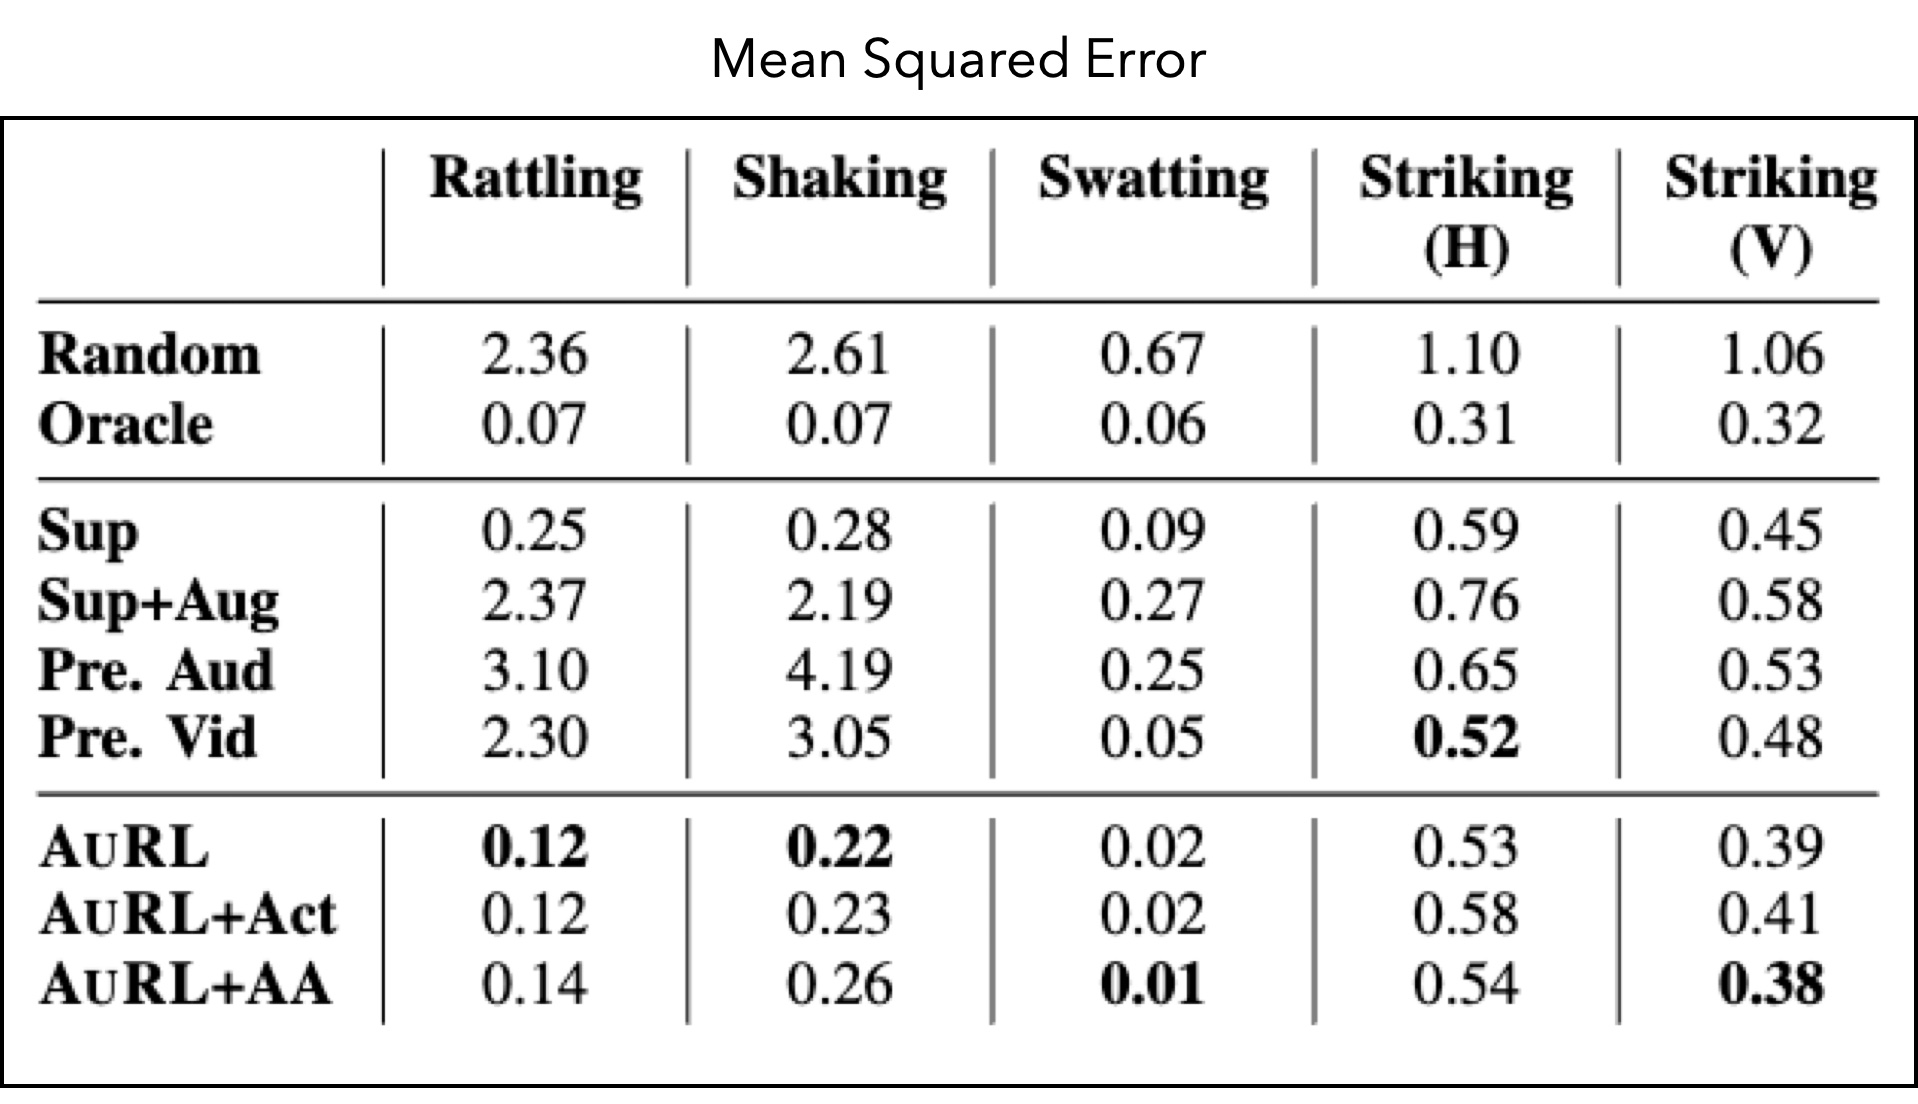 Mean Squared Error
Rattling Shaking Swatting Striking (H) Striking (V)
Random 2.36 2.61 0.67 1.10 1.06
Oracle 0.07 0.07 0.06 0.31 0.32
Sup 0.25 0.28 0.09 0.59 0.45
Sup+Aug 2.37 2.19 0.27 0.76 0.58
Pre. Aud 3.10 4.19 0.25 0.65 0.53
Pre. Vid 2.30 3.05 0.05 0.52 0.48
AURL 0.12 0.22 0.02 0.53 0.39
AURL+Act 0.12 0.23 0.02 0.58 0.41
AURL+AA 0.14 0.26 0.01 0.54 0.38